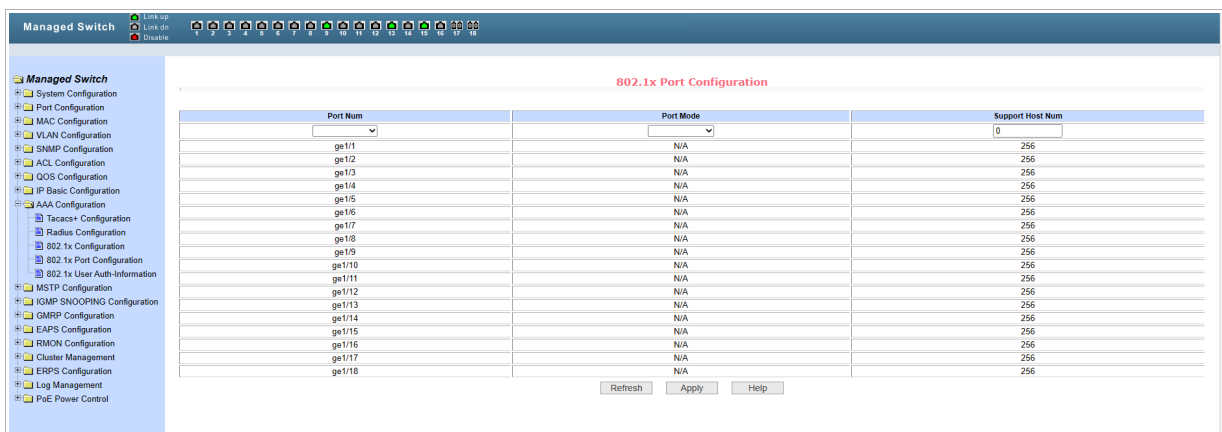 Managed Switch
Link up
Link dn
Disable
1 2 3 4 5 6 7 8 9 10 11 12 13 14 15 16 17 18
Managed Switch
System Configuration
Port Configuration
MAC Configuration
VLAN Configuration
SNMP Configuration
ACL Configuration
QOS Configuration
IP Basic Configuration
AAA Configuration
Tacacs+ Configuration
Radius Configuration
802.1x Configuration
802.1x Port Configuration
802.1x User Auth-Information
MSTP Configuration
IGMP SNOOPING Configuration
GMRP Configuration
EAPS Configuration
RMON Configuration
Cluster Management
ERPS Configuration
Log Management
PoE Power Control
802.1x Port Configuration
Port Num Port Mode Support Host Num
0
ge1/1 N/A 256
ge1/2 N/A 256
ge1/3 N/A 256
ge1/4 N/A 256
ge1/5 N/A 256
ge1/6 N/A 256
ge1/7 N/A 256
ge1/8 N/A 256
ge1/9 N/A 256
ge1/10 N/A 256
ge1/11 N/A 256
ge1/12 N/A 256
ge1/13 N/A 256
ge1/14 N/A 256
ge1/15 N/A 256
ge1/16 N/A 256
ge1/17 N/A 256
ge1/18 N/A 256
Refresh Apply Help